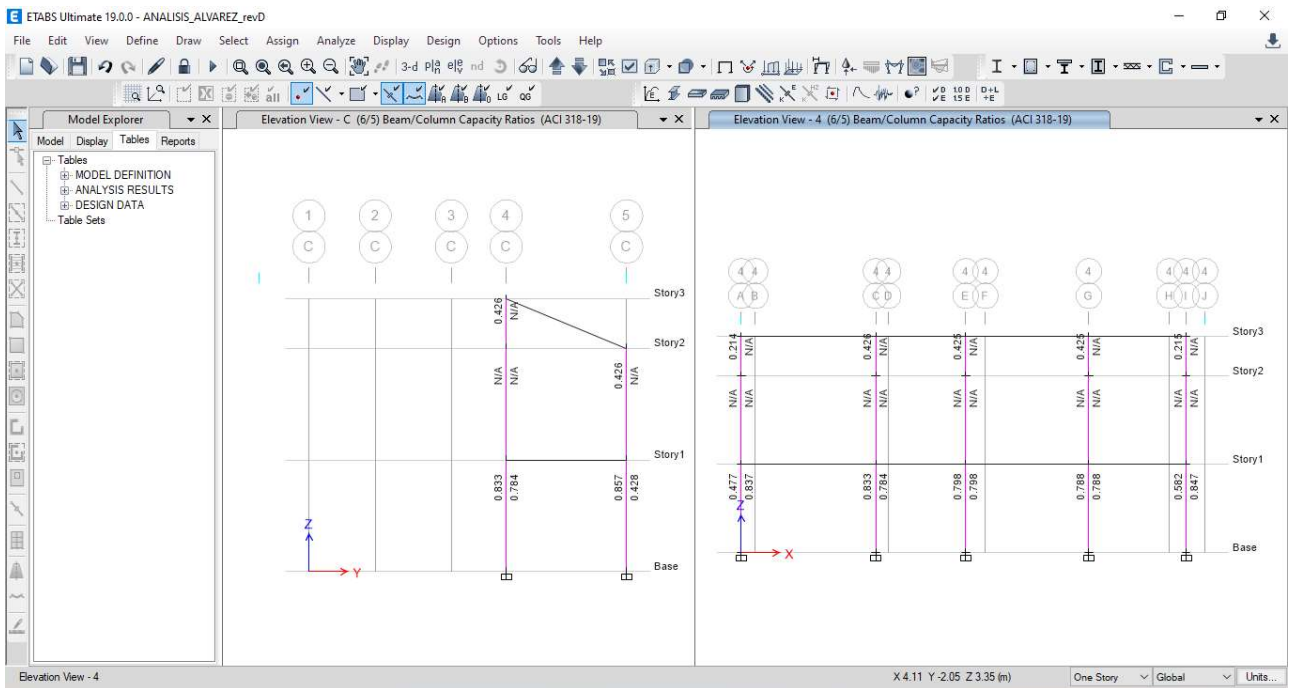 ETABS Ultimate 19.0.0 - ANALISIS_ALVAREZ_revD
File Edit View Define Draw Select Assign Analyze Display Design Options Tools Help
3-d
nd
all
Model Explorer
Model Display Tables Reports
Tables
MODEL DEFINITION
ANALYSIS RESULTS
DESIGN DATA
Table Sets
Elevation View - C (6/5) Beam/Column Capacity Ratios (ACI 318-19)
1 2 3 4 5
C C C C C
Story3
0.426 N/A
Story2
N/A N/A
0.426 N/A
Story1
0.833 0.784
0.857 0.428
Z
Y
Base
Elevation View - 4 (6/5) Beam/Column Capacity Ratios (ACI 318-19)
4 4 4 4 4 4 4 4 4 4
A B C D E F G H I J
Story3
0.214 N/A 0.426 N/A 0.425 N/A 0.425 N/A 0.215 N/A
Story2
N/A N/A N/A N/A N/A N/A N/A N/A N/A N/A
Story1
0.477 0.837 0.833 0.784 0.798 0.798 0.788 0.788 0.582 0.847
Z
X
Base
Elevation View - 4
X 4.11 Y -2.05 Z 3.35 (m)
One Story Global Units...